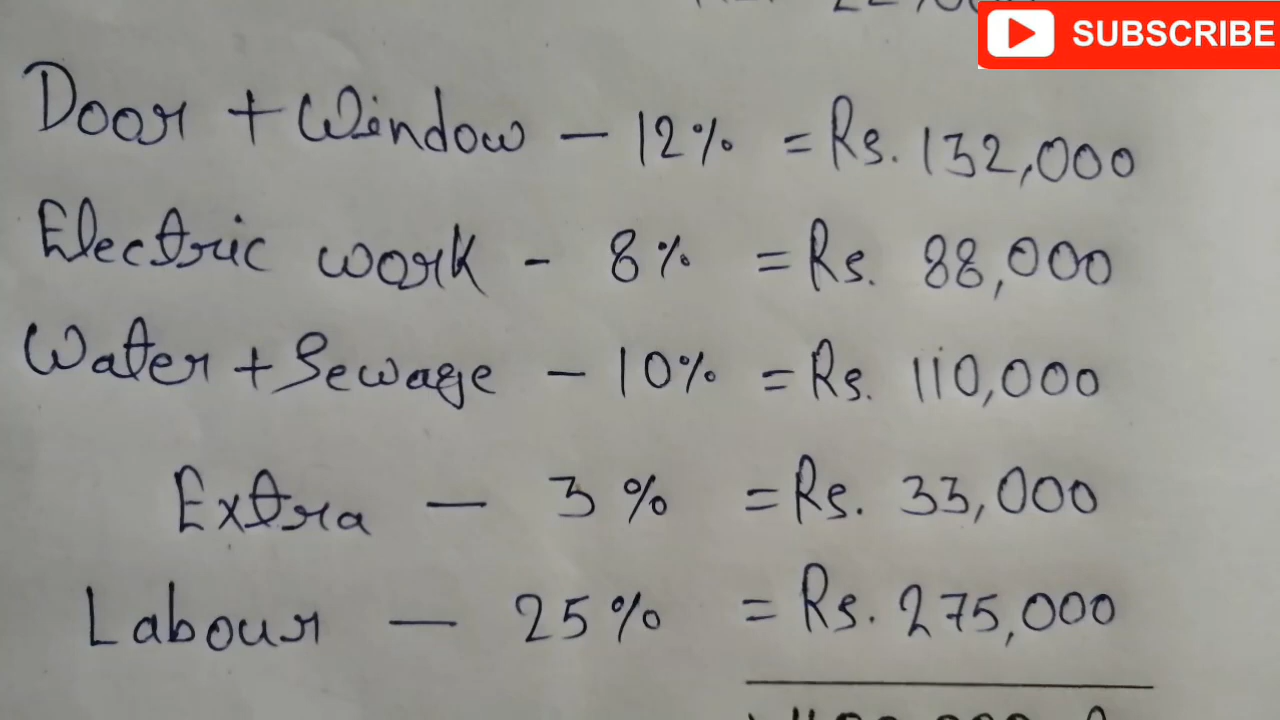 SUBSCRIBE
Door + Window - 12% = Rs. 132,000
Electric work - 8% = Rs. 88,000
Water + Sewage - 10% = Rs. 110,000
Extra - 3% = Rs. 33,000
Labour - 25% = Rs. 275,000